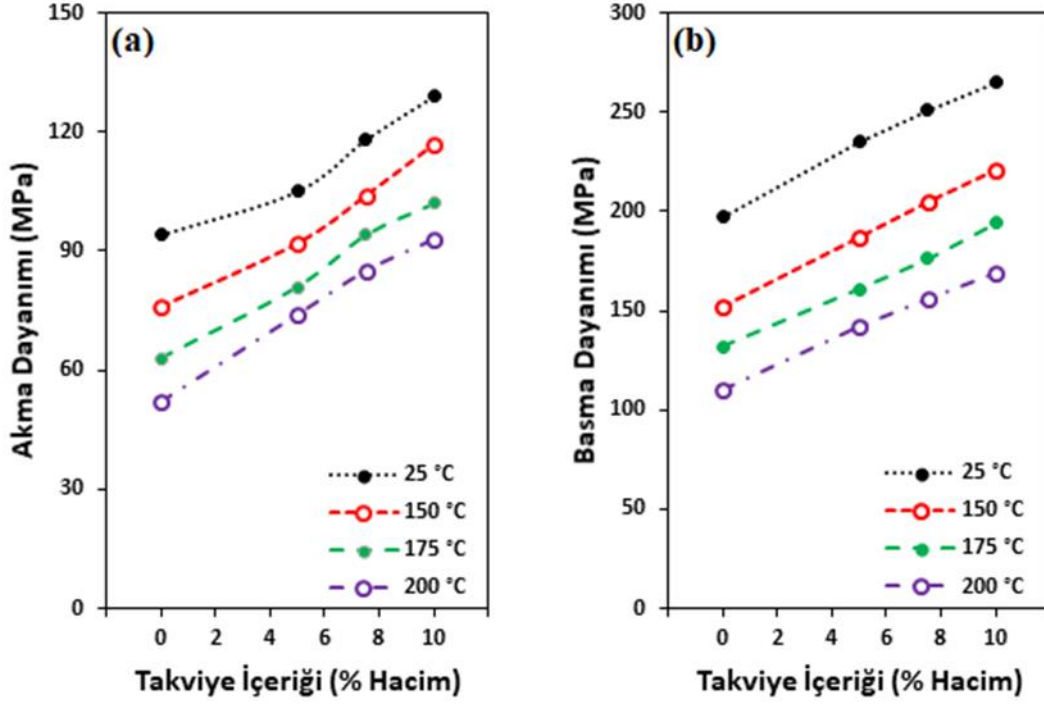 (a)
150
120
90
60
30
0
Akma Dayanımı (MPa)
25 °C
150 °C
175 °C
200 °C
0 2 4 6 8 10
Takviye İçeriği (% Hacim)
(b)
300
250
200
150
100
50
0
Basma Dayanımı (MPa)
25 °C
150 °C
175 °C
200 °C
0 2 4 6 8 10
Takviye İçeriği (% Hacim)